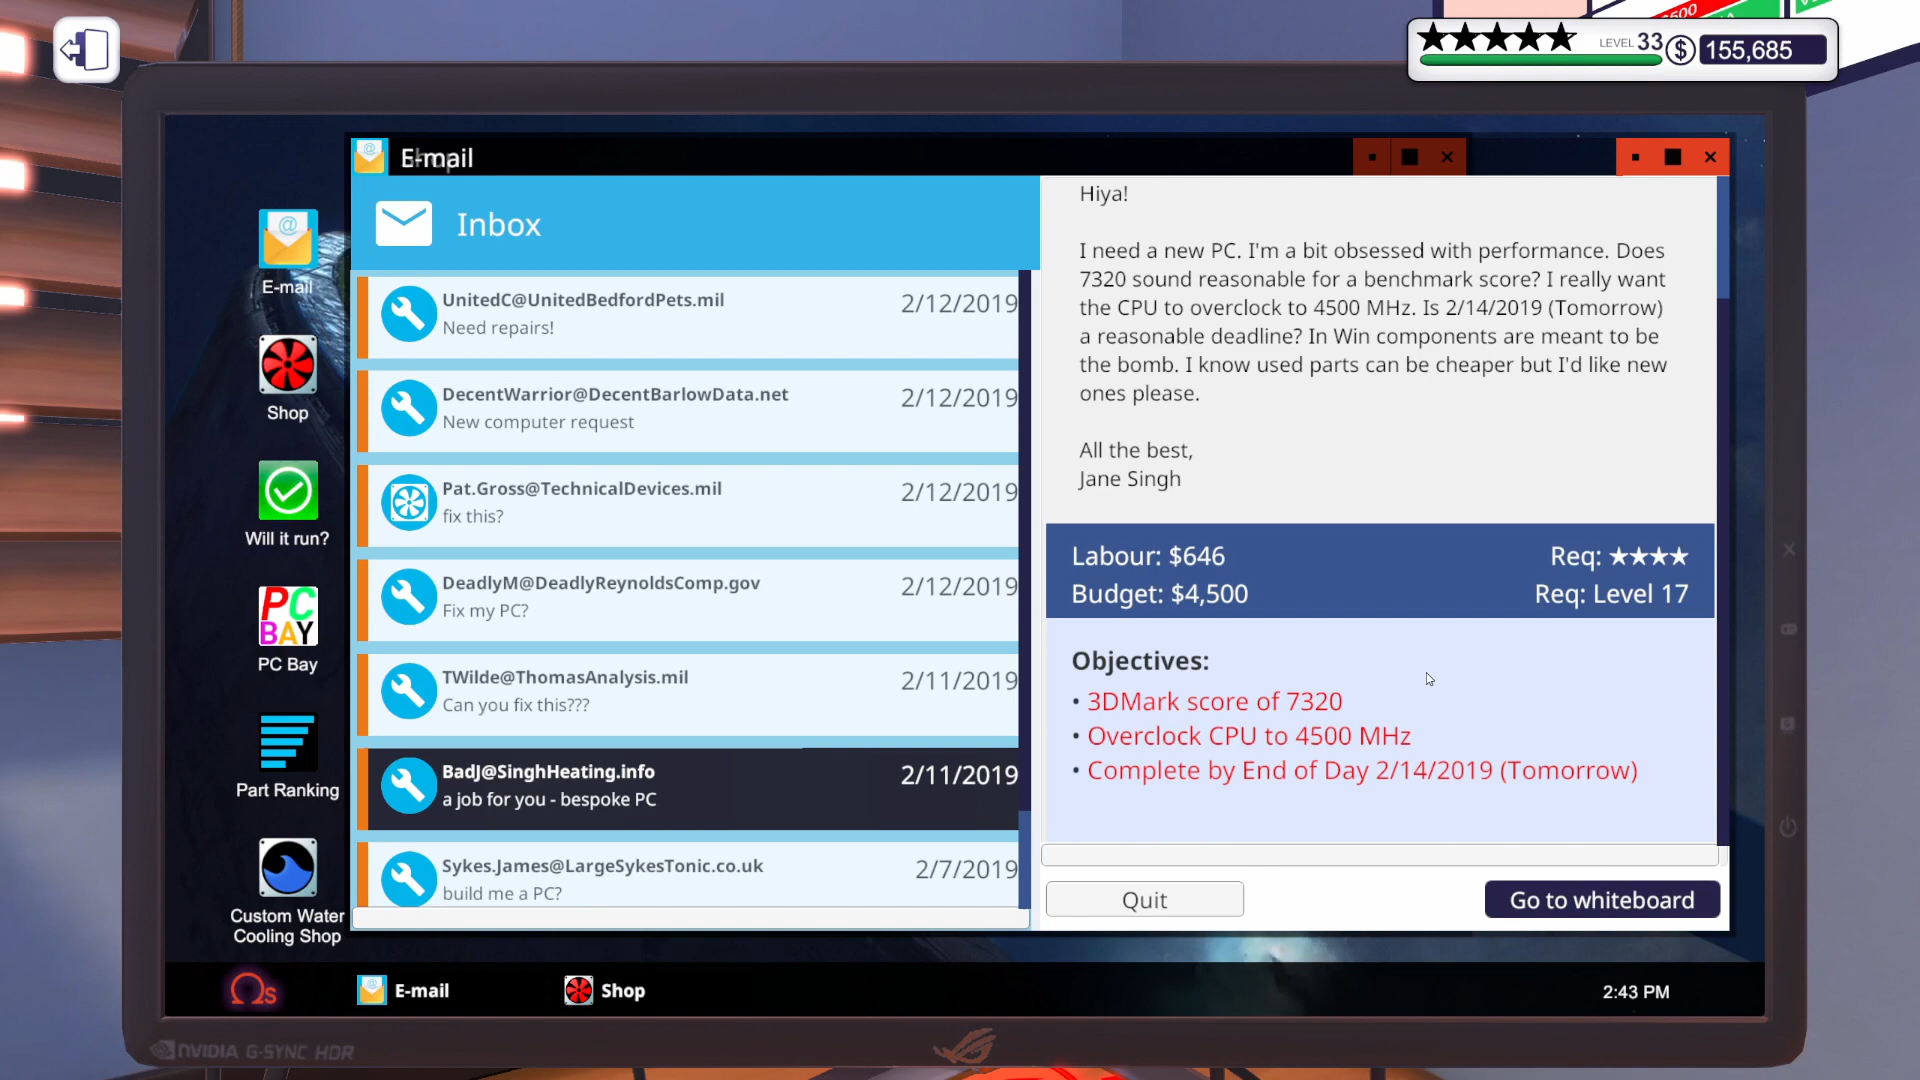 LEVEL 33
$ 155,685
E-mail
Inbox
E-mail
Shop
Will it run?
PC
BAY
PC Bay
Part Ranking
Custom Water
Cooling Shop
UnitedC@UnitedBedfordPets.mil
2/12/2019
Need repairs!
DecentWarrior@DecentBarlowData.net
2/12/2019
New computer request
Pat.Gross@TechnicalDevices.mil
2/12/2019
fix this?
DeadlyM@DeadlyReynoldsComp.gov
2/12/2019
Fix my PC?
TWilde@ThomasAnalysis.mil
2/11/2019
Can you fix this???
BadJ@SinghHeating.info
2/11/2019
a job for you - bespoke PC
Sykes.James@LargeSykesTonic.co.uk
2/7/2019
build me a PC?
Hiya!
I need a new PC. I'm a bit obsessed with performance. Does
7320 sound reasonable for a benchmark score? I really want
the CPU to overclock to 4500 MHz. Is 2/14/2019 (Tomorrow)
a reasonable deadline? In Win components are meant to be
the bomb. I know used parts can be cheaper but I'd like new
ones please.
All the best,
Jane Singh
Labour: $646
Req: ★★★★
Budget: $4,500
Req: Level 17
Objectives:
• 3DMark score of 7320
• Overclock CPU to 4500 MHz
• Complete by End of Day 2/14/2019 (Tomorrow)
Quit
Go to whiteboard
Ωs
E-mail
Shop
2:43 PM
NVIDIA G-SYNC HDR